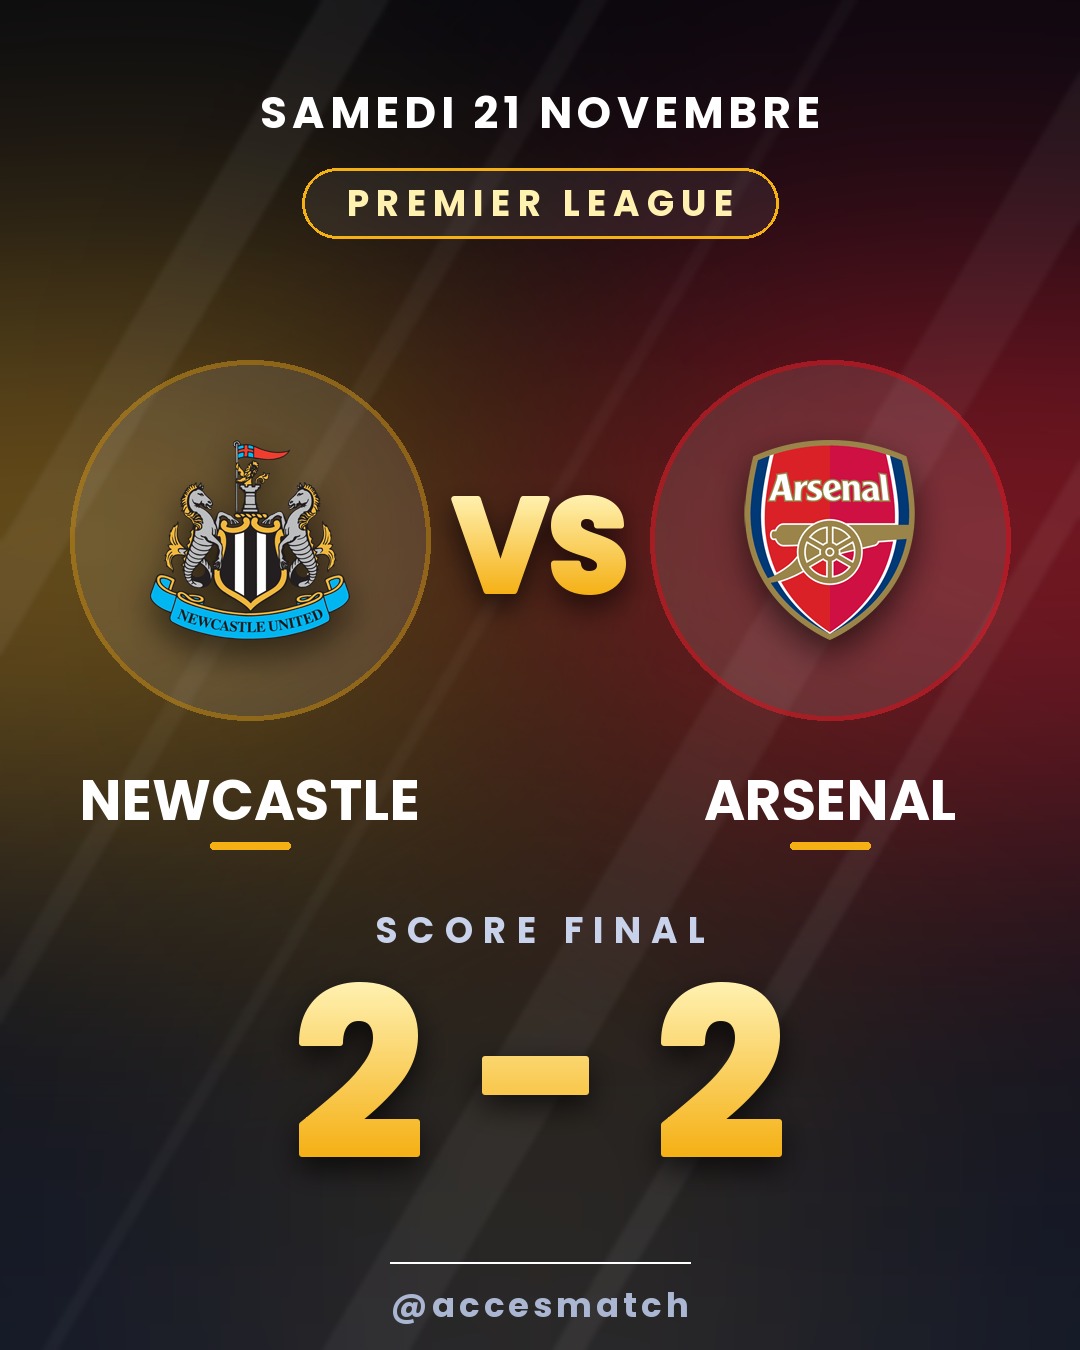 SAMEDI 21 NOVEMBRE
PREMIER LEAGUE
NEWCASTLE UNITED
VS
Arsenal
NEWCASTLE
ARSENAL
SCORE FINAL
2 - 2
@accesmatch